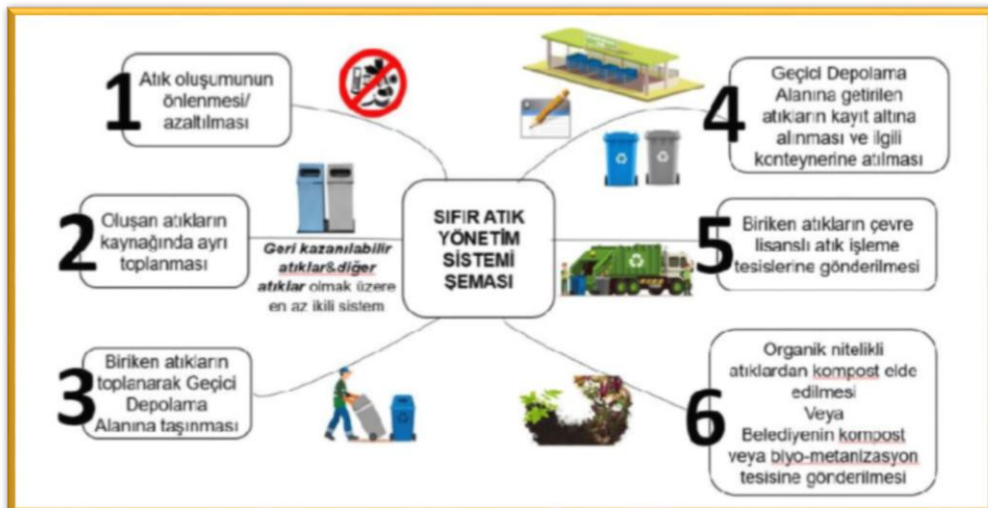 1
Atık oluşumunun
önlenmesi/
azaltılması
2
Oluşan atıkların
kaynağında ayrı
toplanması
Geri kazanılabilir
atıklar&diğer
atıklar olmak üzere
en az ikili sistem
3
Biriken atıkların
toplanarak Geçici
Depolama
Alanına taşınması
SIFIR ATIK
YÖNETİM
SİSTEMİ
ŞEMASI
4
Geçici Depolama
Alanına getirilen
atıkların kayıt altına
alınması ve ilgili
konteynerine atılması
5
Biriken atıkların çevre
lisanslı atık işleme
tesislerine gönderilmesi
6
Organik nitelikli
atıklardan kompost elde
edilmesi
Veya
Belediyenin kompost
veya biyo-metanizasyon
tesisine gönderilmesi